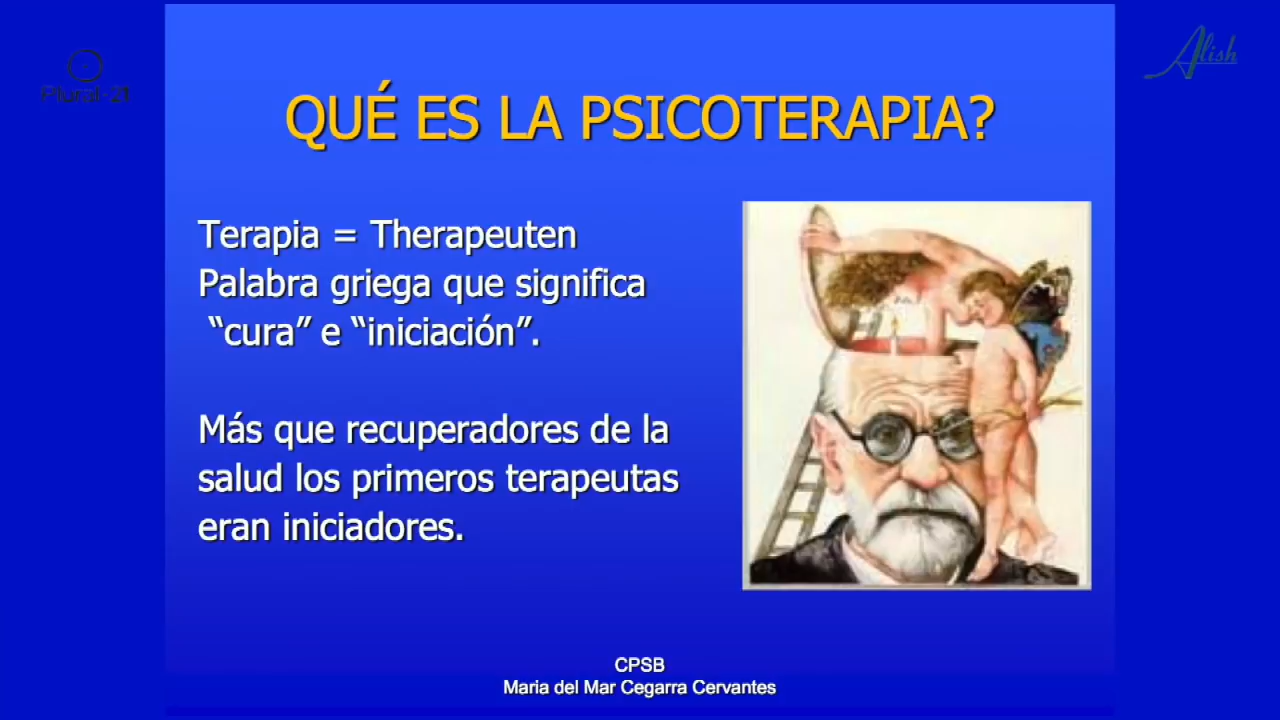 Plural-21
Alish
QUÉ ES LA PSICOTERAPIA?
Terapia = Therapeuten
Palabra griega que significa
“cura” e “iniciación”.
Más que recuperadores de la
salud los primeros terapeutas
eran iniciadores.
CPSB
Maria del Mar Cegarra Cervantes